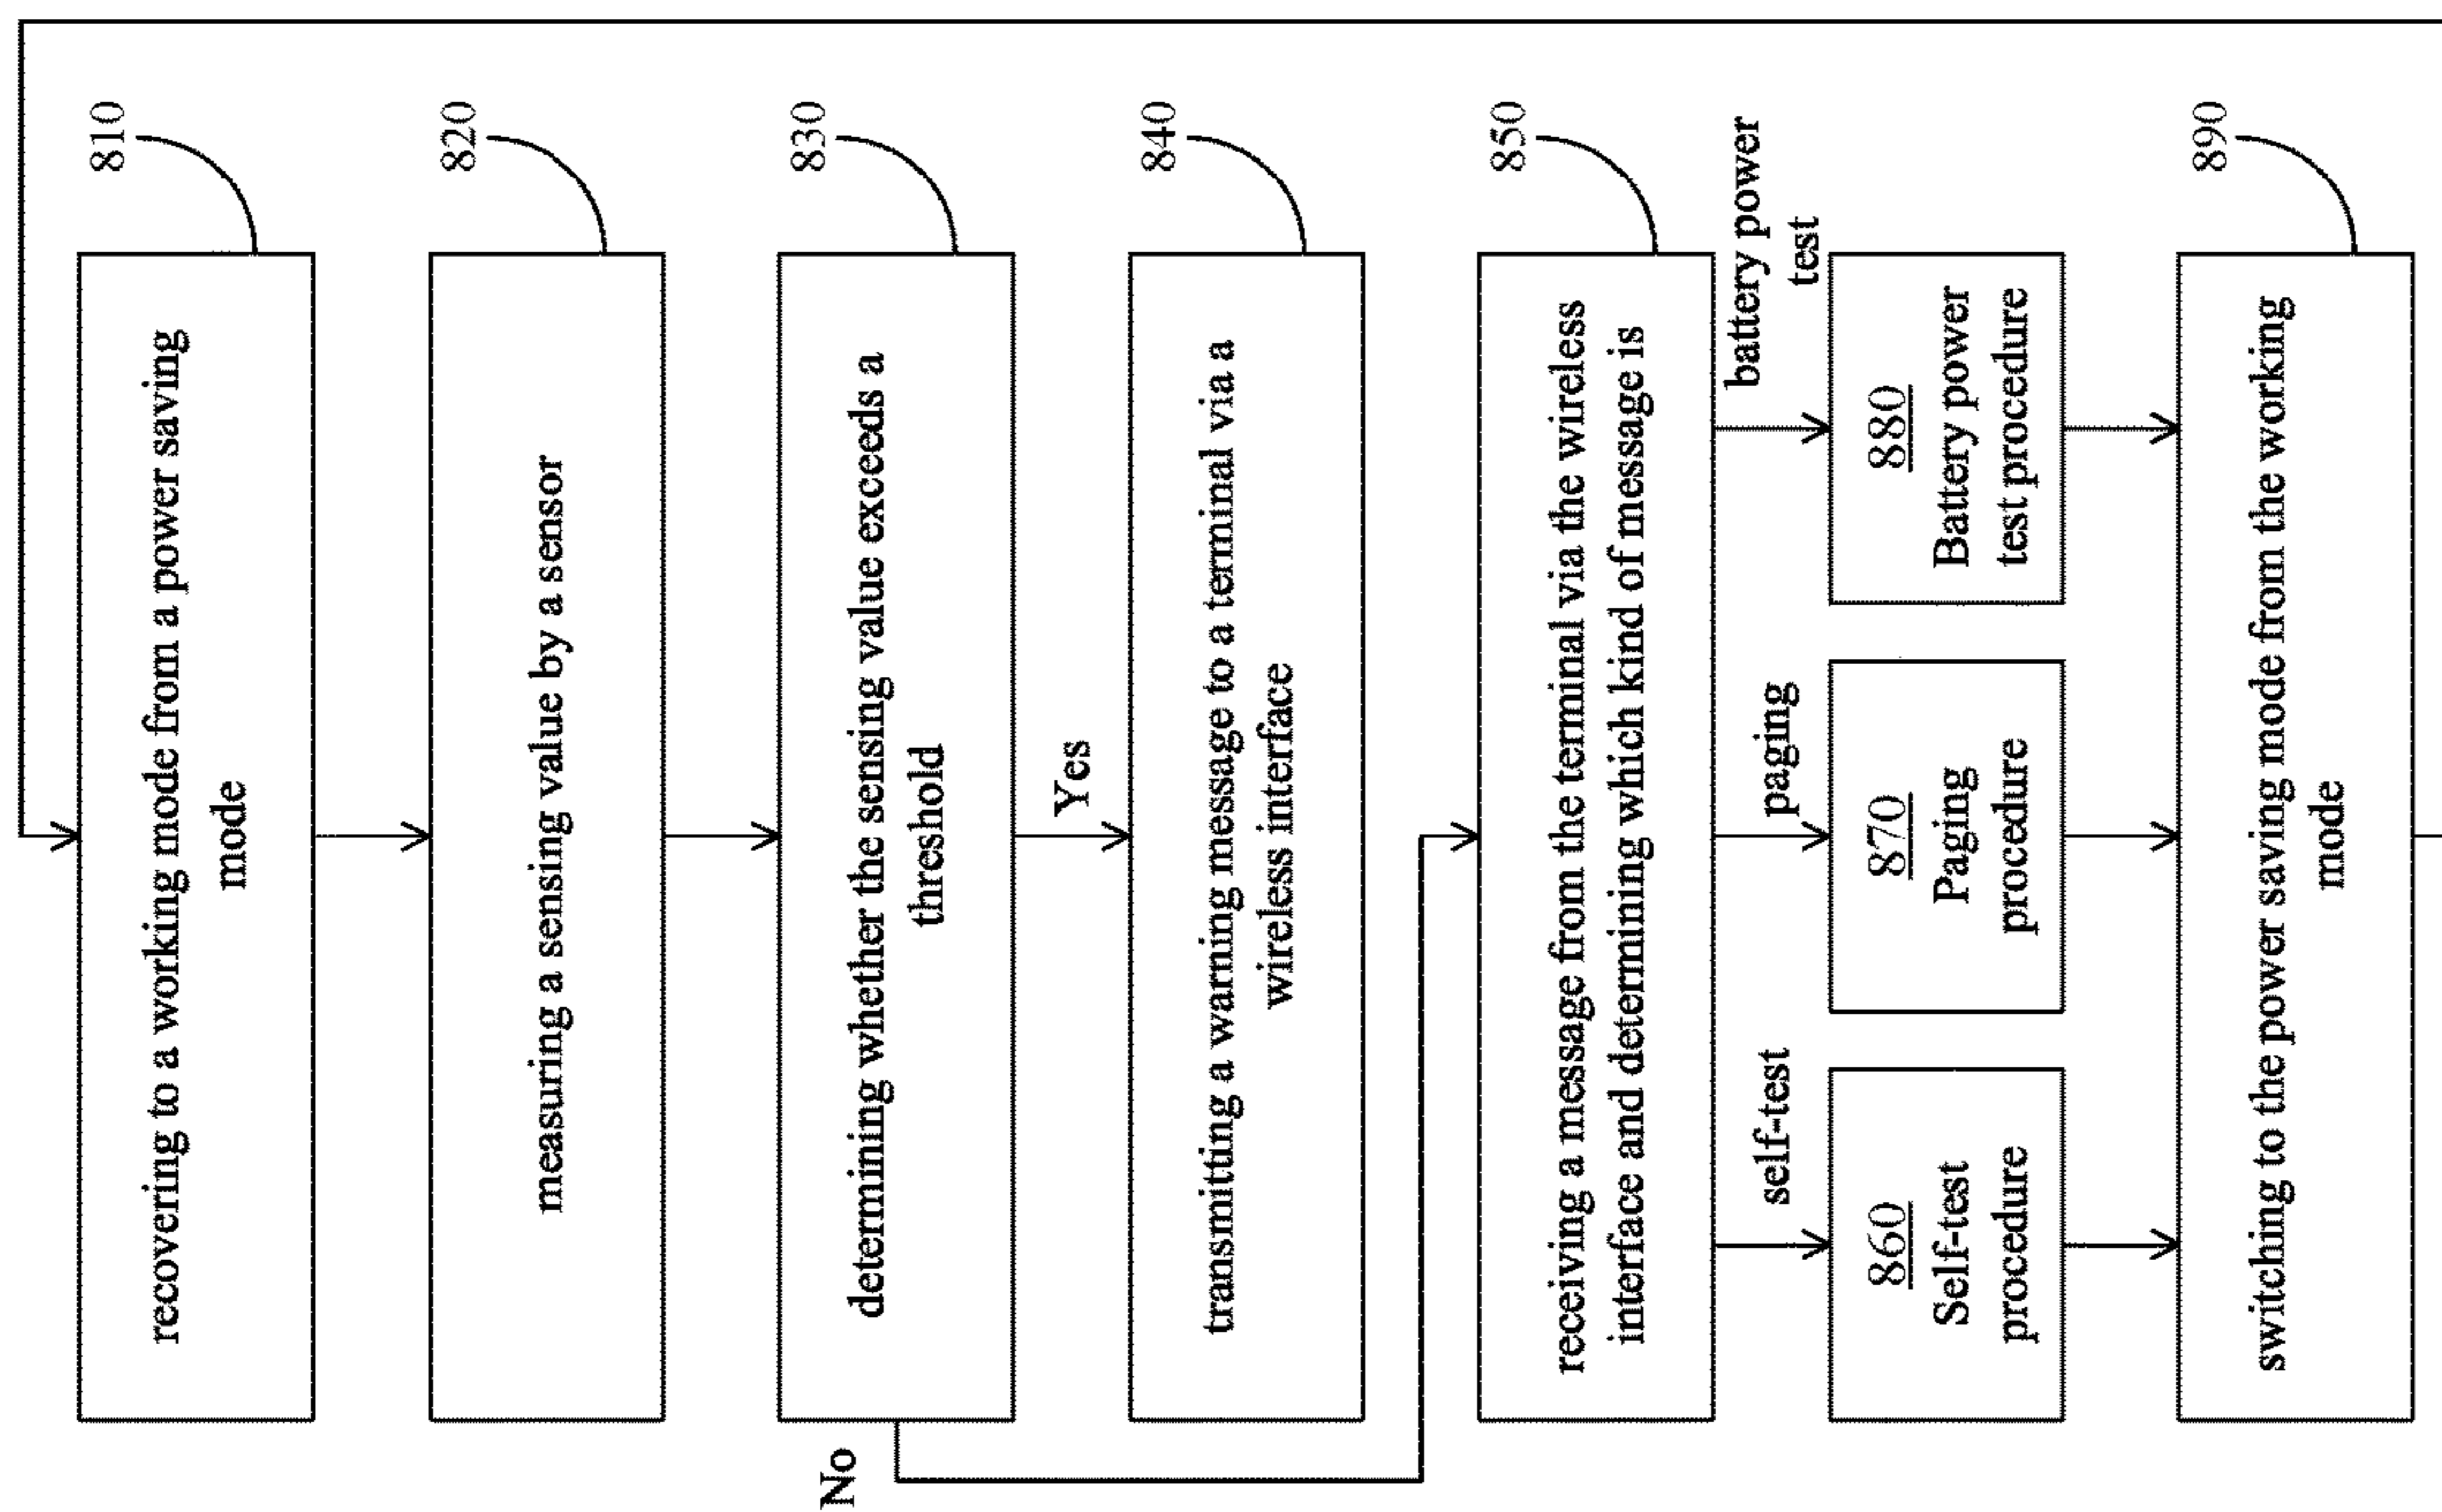 810
recovering to a working mode from a power saving
mode
820
measuring a sensing value by a sensor
830
determining whether the sensing value exceeds a
threshold
No
Yes
840
transmitting a warning message to a terminal via a
wireless interface
850
receiving a message from the terminal via the wireless
interface and determining which kind of message is
self-test
paging
battery power
test
860
Self-test
procedure
870
Paging
procedure
880
Battery power
test procedure
890
switching to the power saving mode from the working
mode